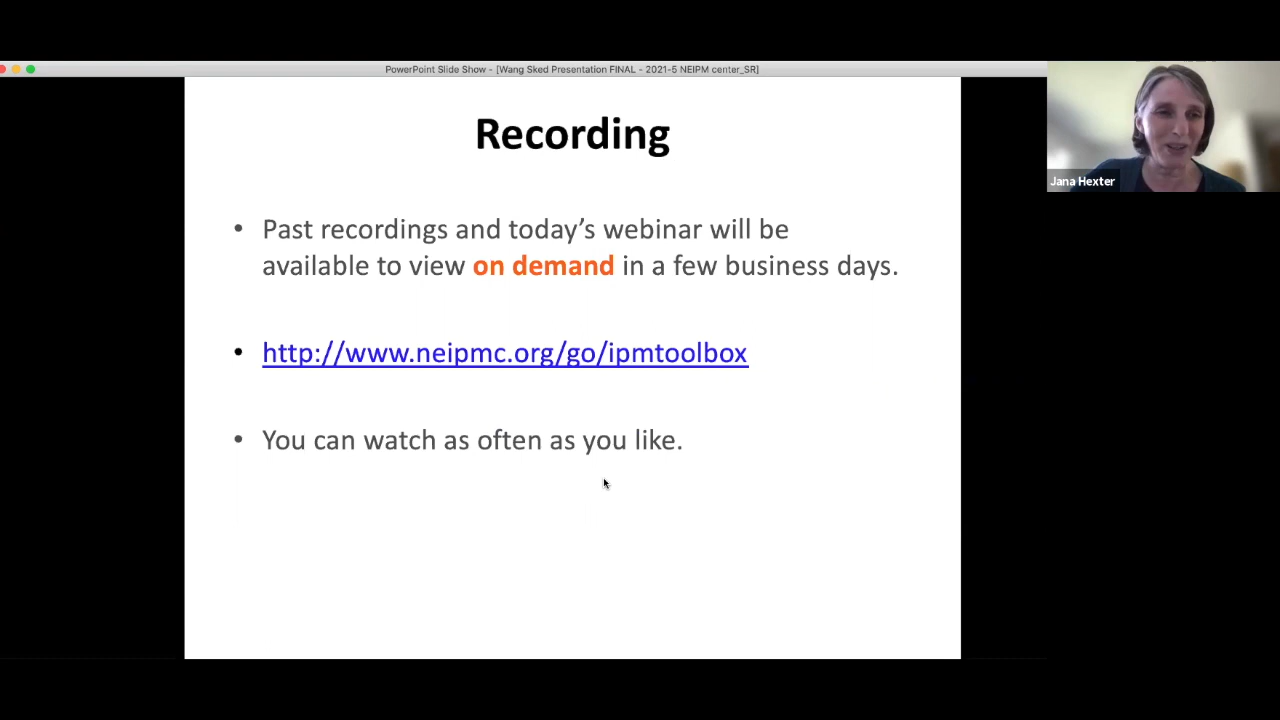 PowerPoint Slide Show - [Wang Sked Presentation FINAL - 2021-5 NEIPM center_SR]
Recording
• Past recordings and today's webinar will be
available to view on demand in a few business days.
• http://www.neipmc.org/go/ipmtoolbox
• You can watch as often as you like.
Jana Hexter